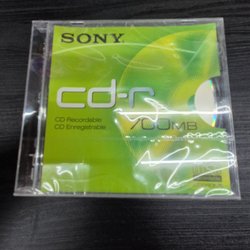 SONY
cd-r
CD Recordable
CD Enregistrable
700MB